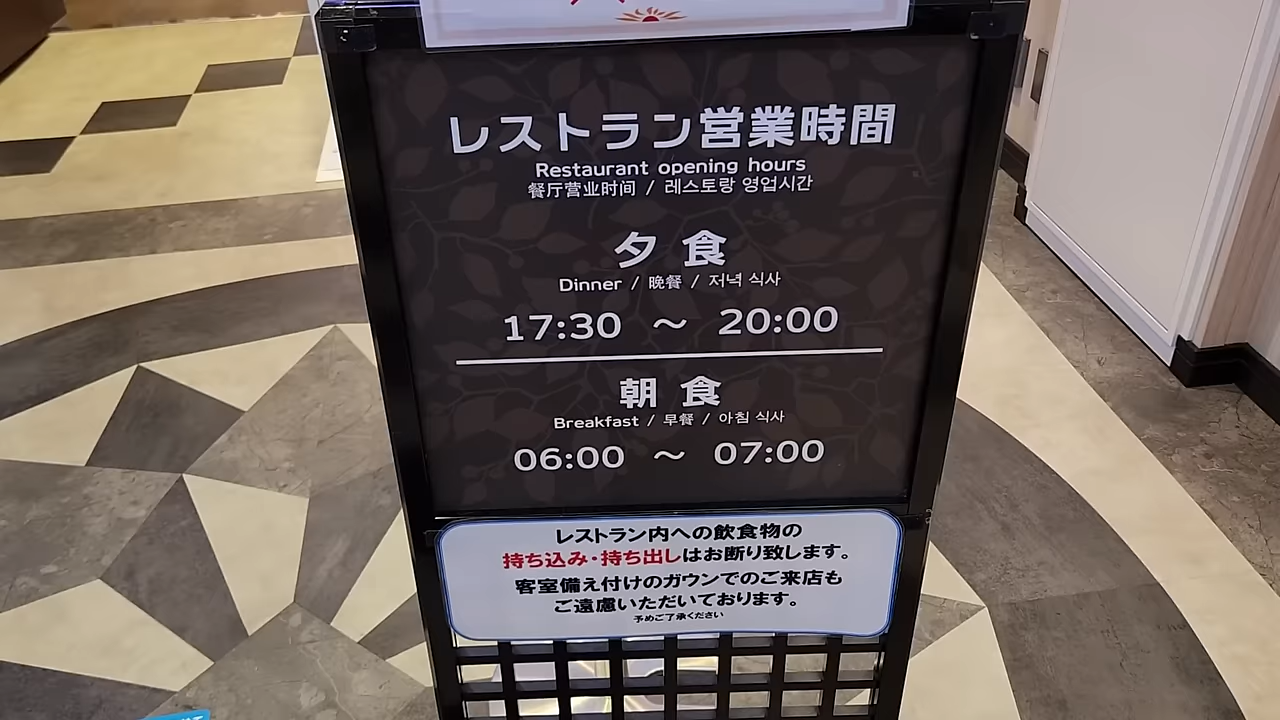 レストラン営業時間
Restaurant opening hours
餐厅营业时间 / 레스토랑 영업시간
夕 食
Dinner / 晚餐 / 저녁 식사
17:30 ～ 20:00
朝 食
Breakfast / 早餐 / 아침 식사
06:00 ～ 07:00
レストラン内への飲食物の
持ち込み・持ち出しはお断り致します。
客室備え付けのガウンでのご来店も
ご遠慮いただいております。
予めご了承ください